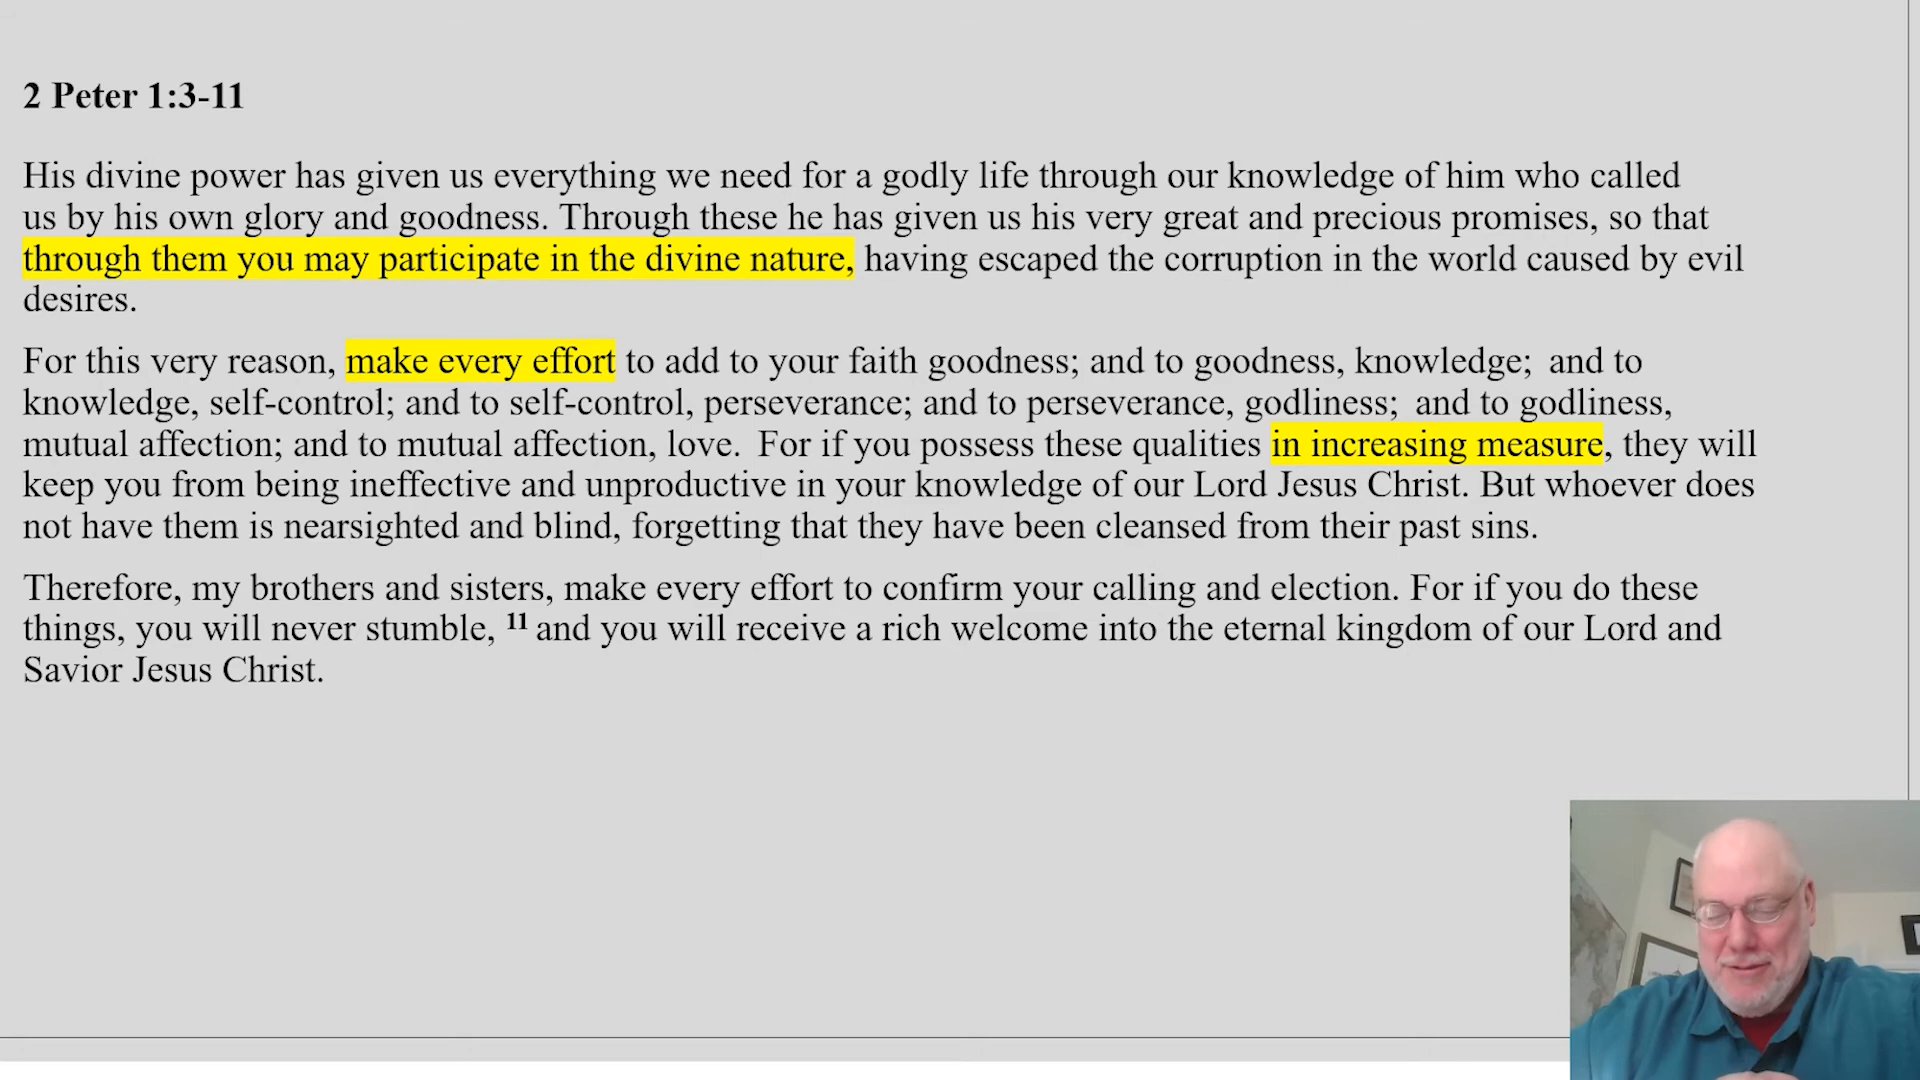 2 Peter 1:3-11
His divine power has given us everything we need for a godly life through our knowledge of him who called
us by his own glory and goodness. Through these he has given us his very great and precious promises, so that
through them you may participate in the divine nature, having escaped the corruption in the world caused by evil
desires.
For this very reason, make every effort to add to your faith goodness; and to goodness, knowledge; and to
knowledge, self-control; and to self-control, perseverance; and to perseverance, godliness; and to godliness,
mutual affection; and to mutual affection, love. For if you possess these qualities in increasing measure, they will
keep you from being ineffective and unproductive in your knowledge of our Lord Jesus Christ. But whoever does
not have them is nearsighted and blind, forgetting that they have been cleansed from their past sins.
Therefore, my brothers and sisters, make every effort to confirm your calling and election. For if you do these
things, you will never stumble, 11 and you will receive a rich welcome into the eternal kingdom of our Lord and
Savior Jesus Christ.